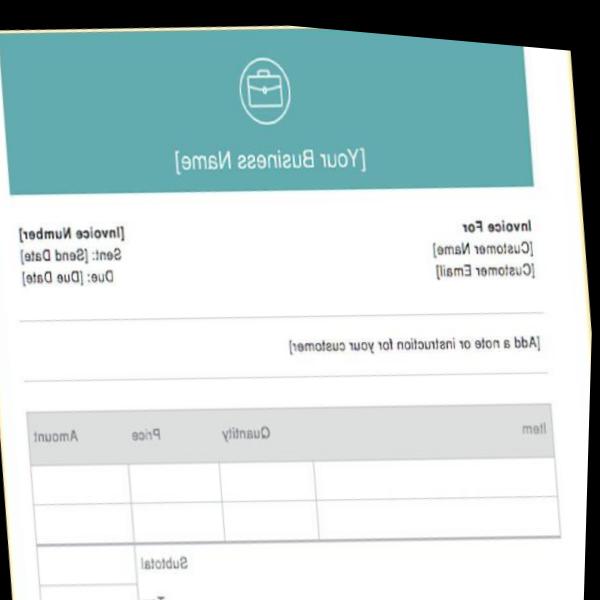 [Your Business Name]
Invoice For
[Customer Name]
[Customer Email]
[Invoice Number]
Sent: [Send Date]
Due: [Due Date]
[Add a note or instruction for your customer]
Item Quantity Price Amount
Subtotal